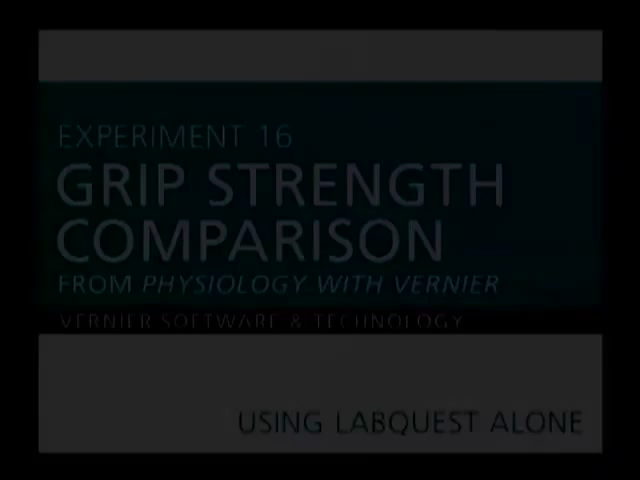 EXPERIMENT 16
GRIP STRENGTH
COMPARISON
FROM PHYSIOLOGY WITH VERNIER
VERNIER SOFTWARE & TECHNOLOGY
USING LABQUEST ALONE